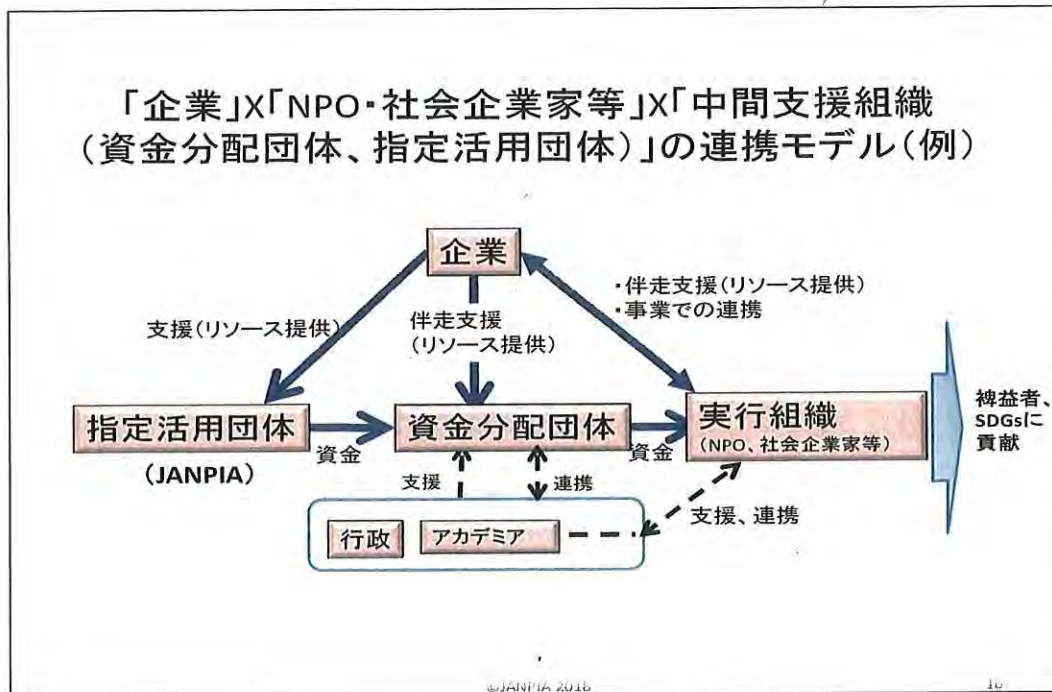 「企業」X「NPO・社会企業家等」X「中間支援組織
(資金分配団体、指定活用団体)」の連携モデル(例)
企業
・伴走支援(リソース提供)
・事業での連携
支援(リソース提供)
伴走支援
(リソース提供)
指定活用団体
(JANPIA)
資金
資金分配団体
資金
実行組織
(NPO、社会企業家等)
裨益者、
SDGsに
貢献
支援
連携
支援、連携
行政
アカデミア
©JANPIA 2018